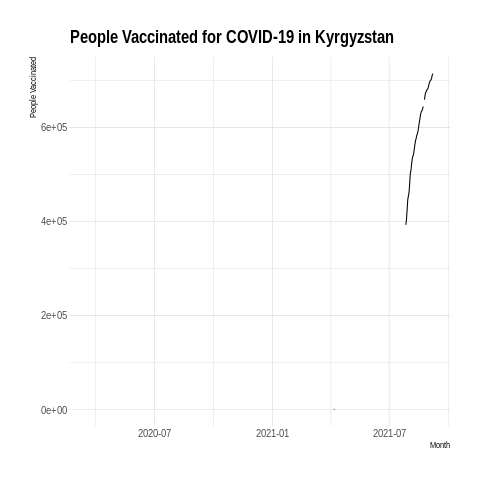 People Vaccinated for COVID-19 in Kyrgyzstan
People Vaccinated
6e+05
4e+05
2e+05
0e+00
2020-07
2021-01
2021-07
Month